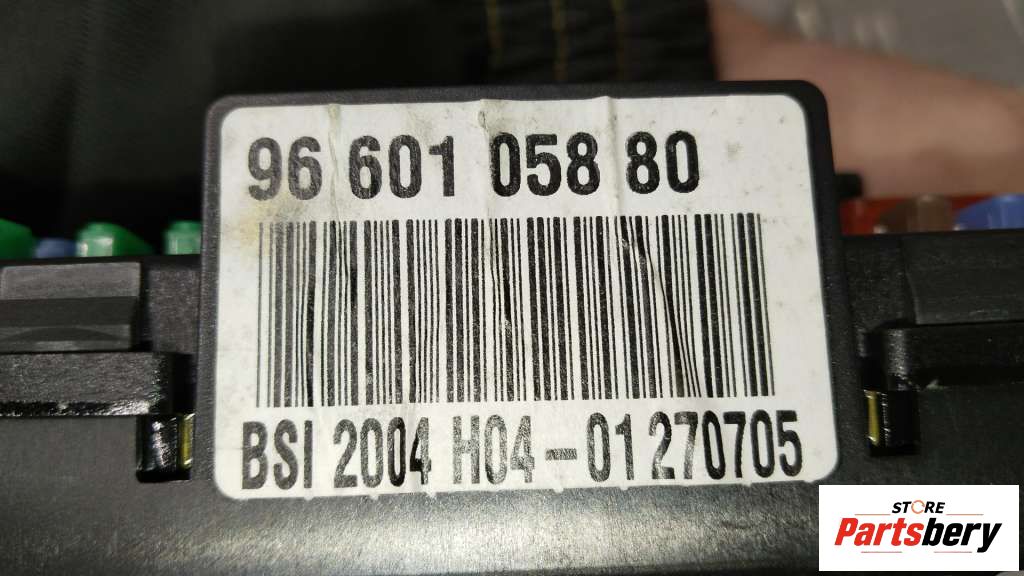 96 601 058 80
BSI 2004 H04-01 270705
STORE
Partsbery